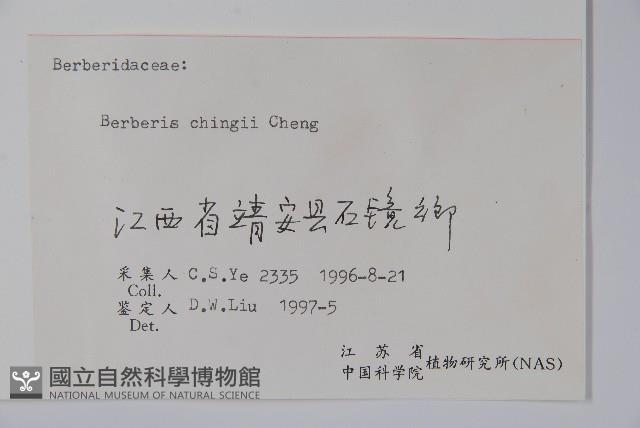 Berberidaceae:
Berberis chingii Cheng
江西省靖安县石镜鄉
采集人 C.S.Ye 2335 1996-8-21
Coll.
鉴定人 D.W.Liu 1997-5
Det.
江苏省
中国科学院 植物研究所(NAS)
國立自然科學博物館
NATIONAL MUSEUM OF NATURAL SCIENCE